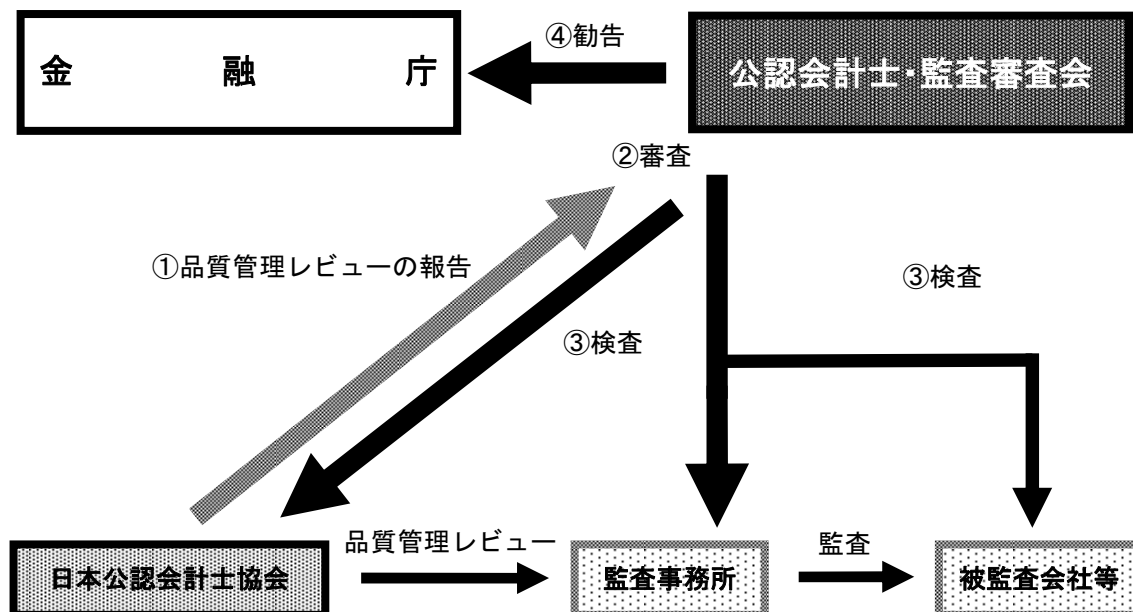 ④勧告
金融庁
公認会計士・監査審査会
②審査
①品質管理レビューの報告
③検査
③検査
品質管理レビュー
監査
日本公認会計士協会
監査事務所
被監査会社等